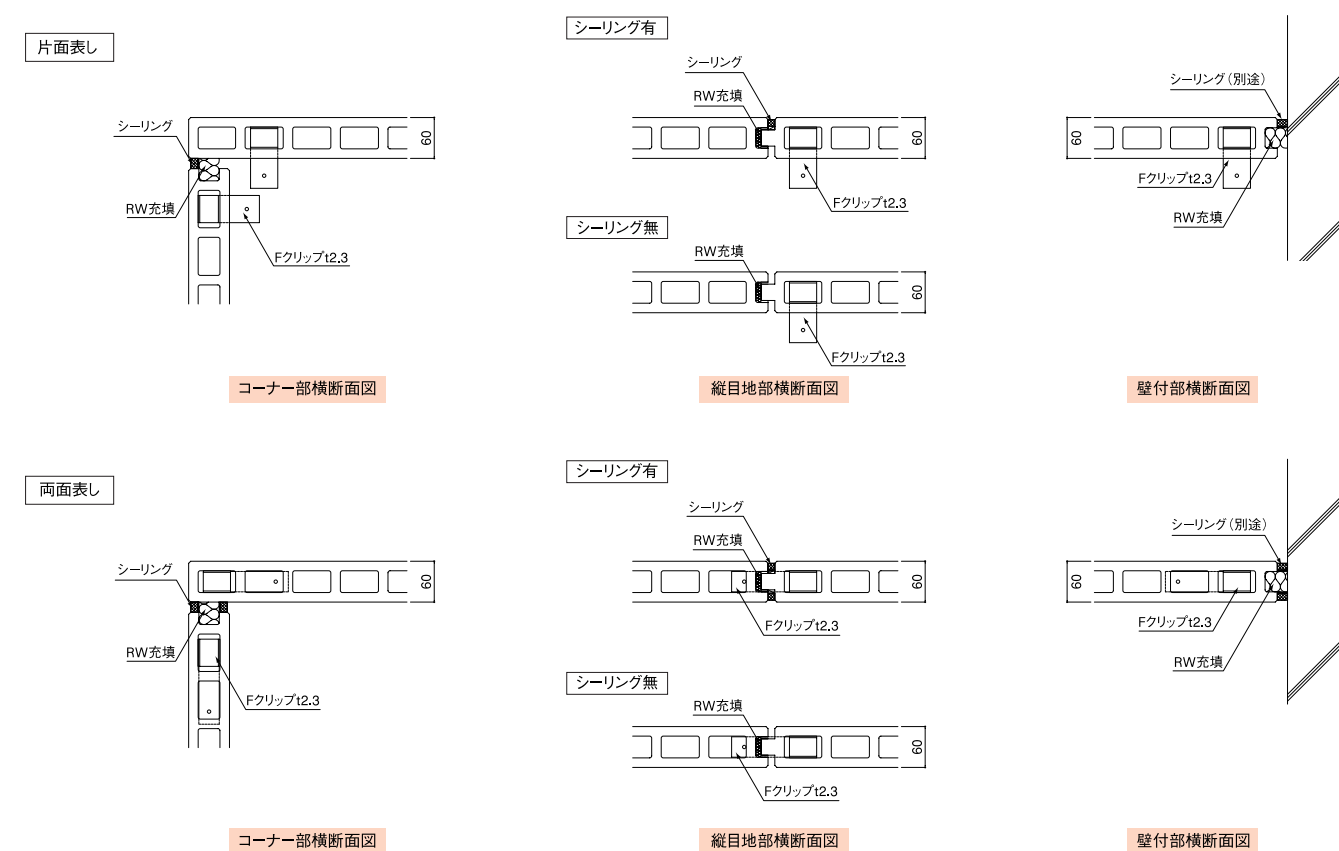 片面表し
シーリング
RW充填
Fクリップt2.3
60
コーナー部横断面図
シーリング有
シーリング
RW充填
Fクリップt2.3
60
シーリング無
RW充填
Fクリップt2.3
60
縦目地部横断面図
シーリング（別途）
60
Fクリップt2.3
RW充填
壁付部横断面図
両面表し
シーリング
RW充填
Fクリップt2.3
60
コーナー部横断面図
シーリング有
シーリング
RW充填
Fクリップt2.3
60
シーリング無
RW充填
Fクリップt2.3
60
縦目地部横断面図
シーリング（別途）
60
Fクリップt2.3
RW充填
壁付部横断面図